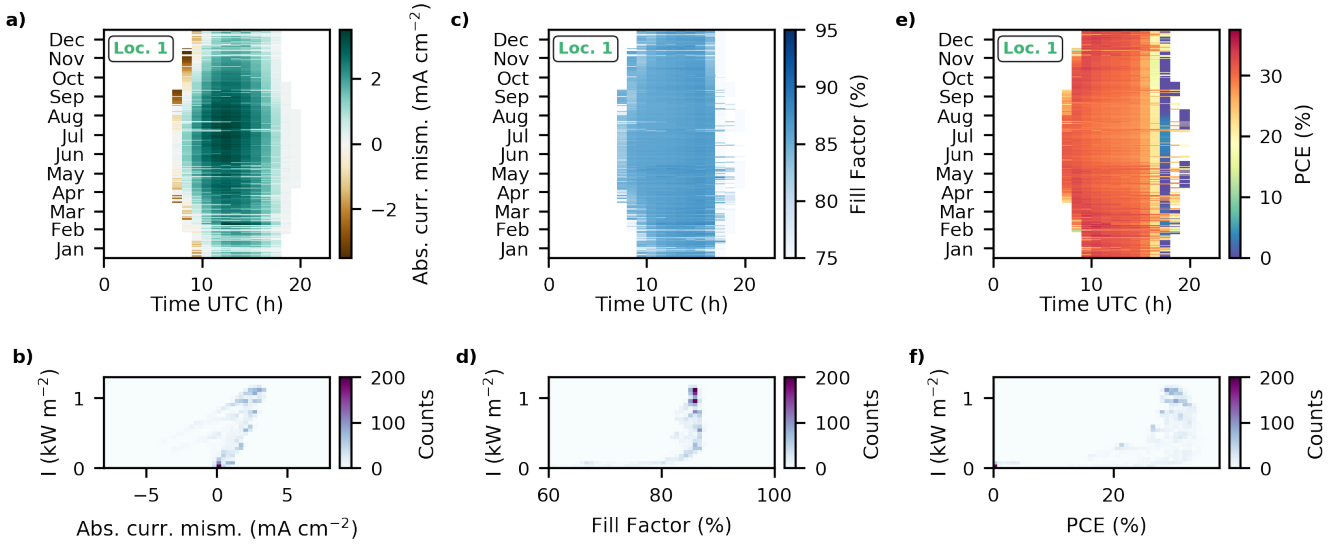 a)
Loc. 1
Dec
Nov
Oct
Sep
Aug
Jul
Jun
May
Apr
Mar
Feb
Jan
0
10
20
Time UTC (h)
2
0
−2
Abs. curr. mism. (mA cm⁻²)
c)
Loc. 1
Dec
Nov
Oct
Sep
Aug
Jul
Jun
May
Apr
Mar
Feb
Jan
0
10
20
Time UTC (h)
95
90
85
80
75
Fill Factor (%)
e)
Loc. 1
Dec
Nov
Oct
Sep
Aug
Jul
Jun
May
Apr
Mar
Feb
Jan
0
10
20
Time UTC (h)
30
20
10
0
PCE (%)
b)
I (kW m⁻²)
1
0
−5
0
5
Abs. curr. mism. (mA cm⁻²)
200
100
0
Counts
d)
I (kW m⁻²)
1
0
60
80
100
Fill Factor (%)
200
100
0
Counts
f)
I (kW m⁻²)
1
0
0
20
PCE (%)
200
100
0
Counts